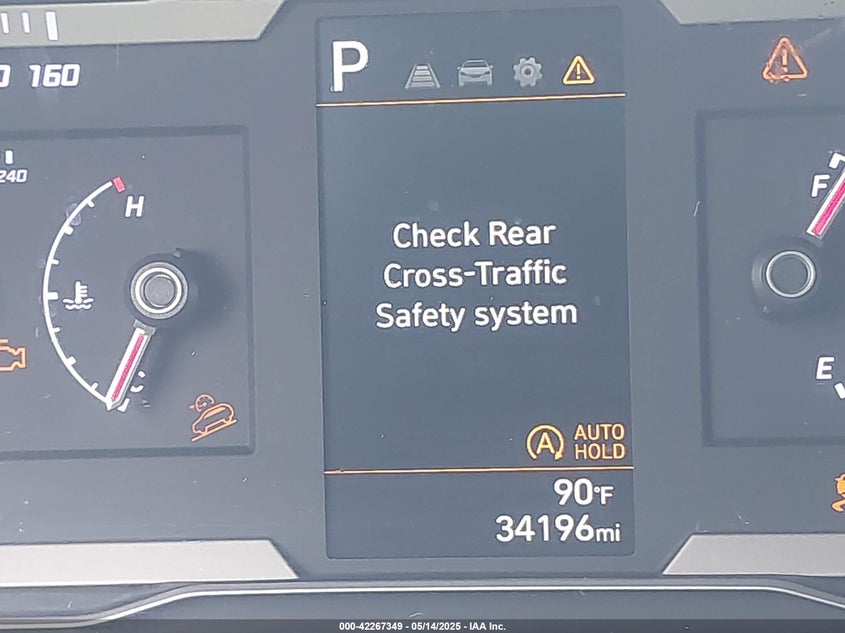 P
160
240
H
C
F
E
Check Rear
Cross-Traffic
Safety system
A AUTO
HOLD
90°F
34196mi
000-42267349 - 05/14/2025 - IAA Inc.